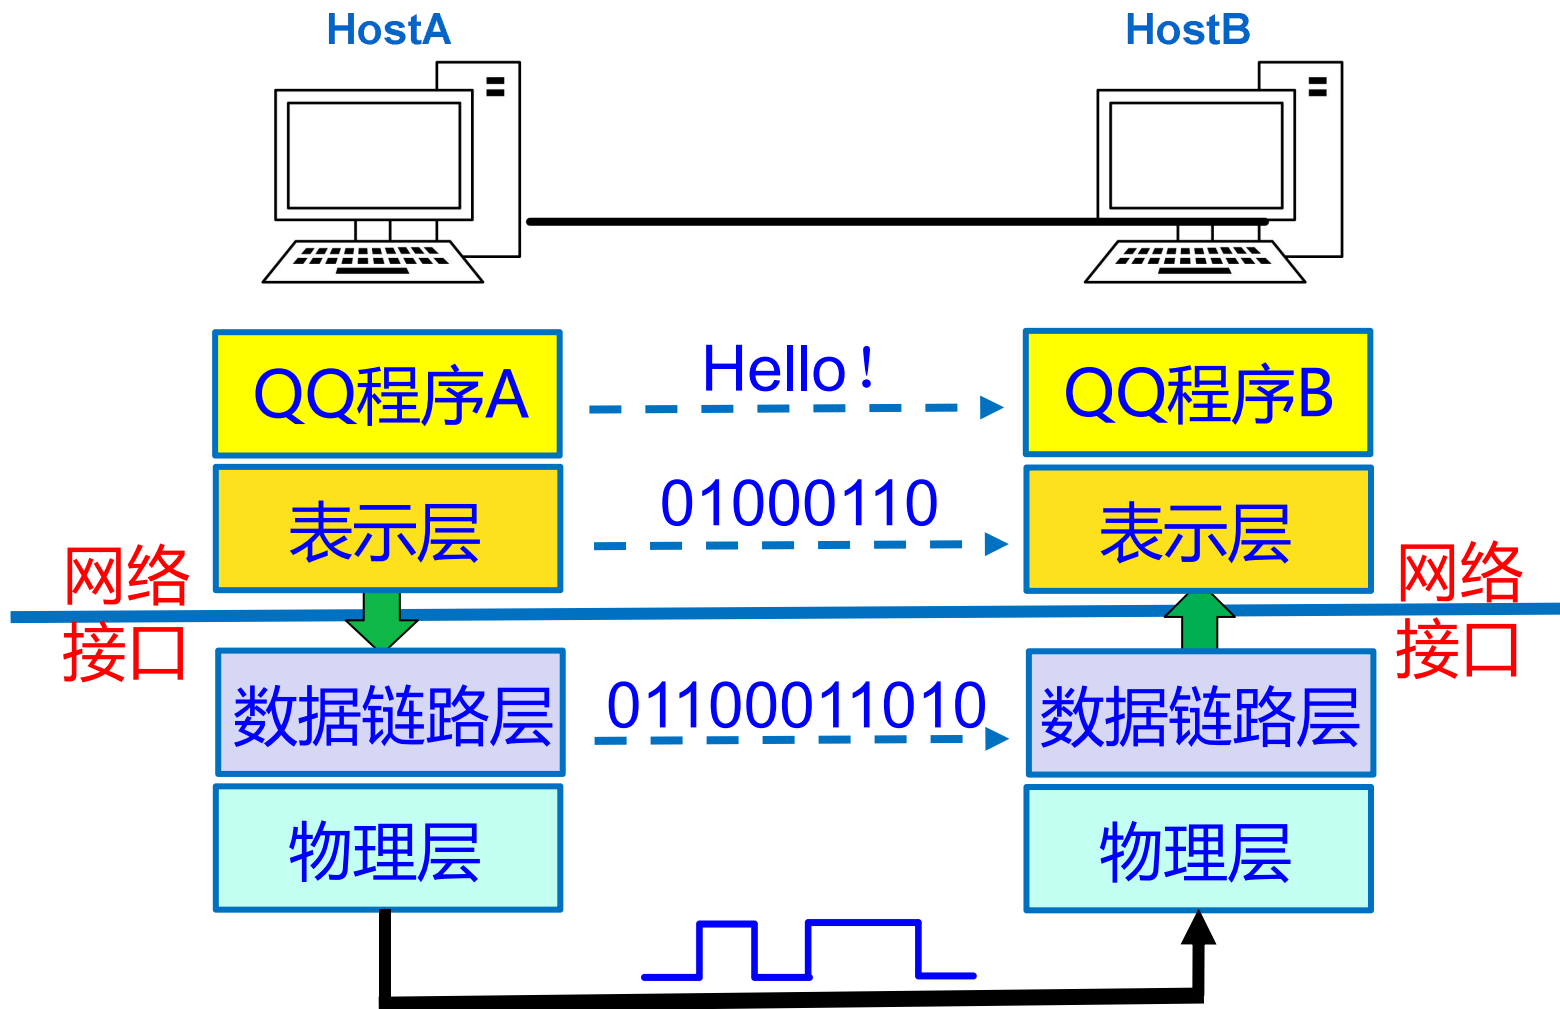 HostA
HostB
QQ程序A
Hello！
QQ程序B
表示层
01000110
表示层
网络
接口
网络
接口
数据链路层
01100011010
数据链路层
物理层
物理层